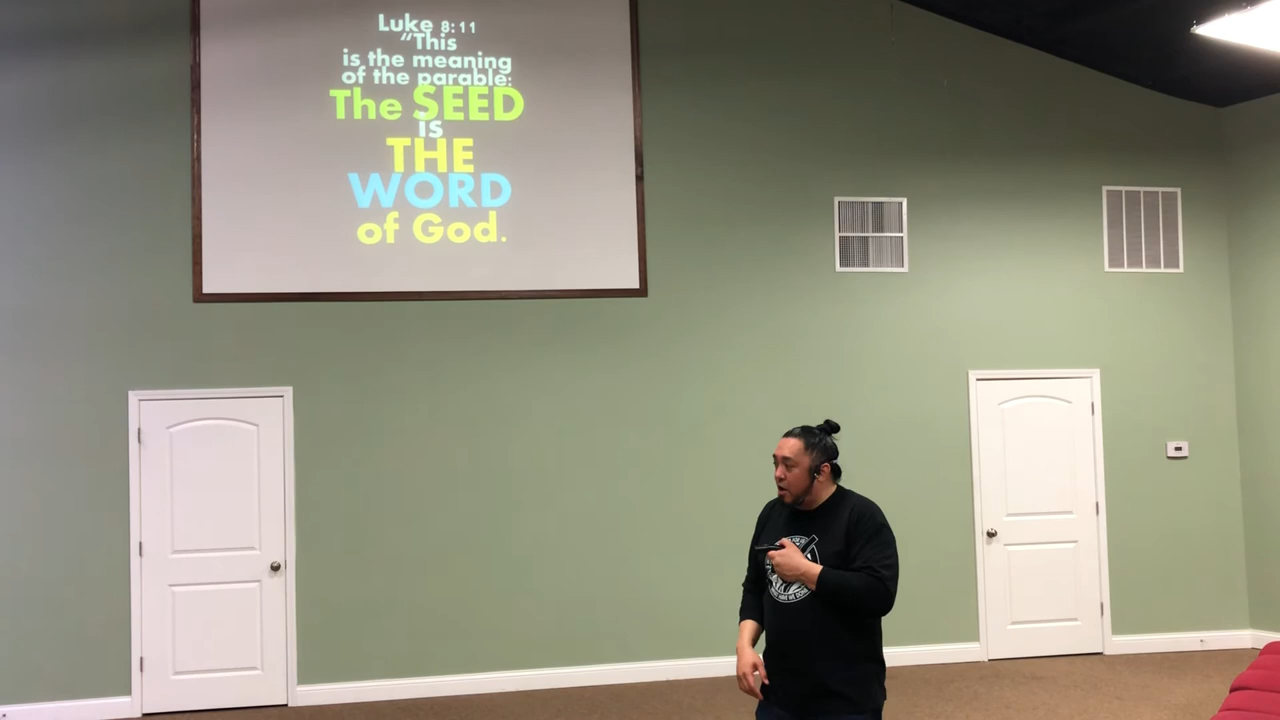 Luke 8:11
“This
is the meaning
of the parable:
The SEED
is
THE
WORD
of God.